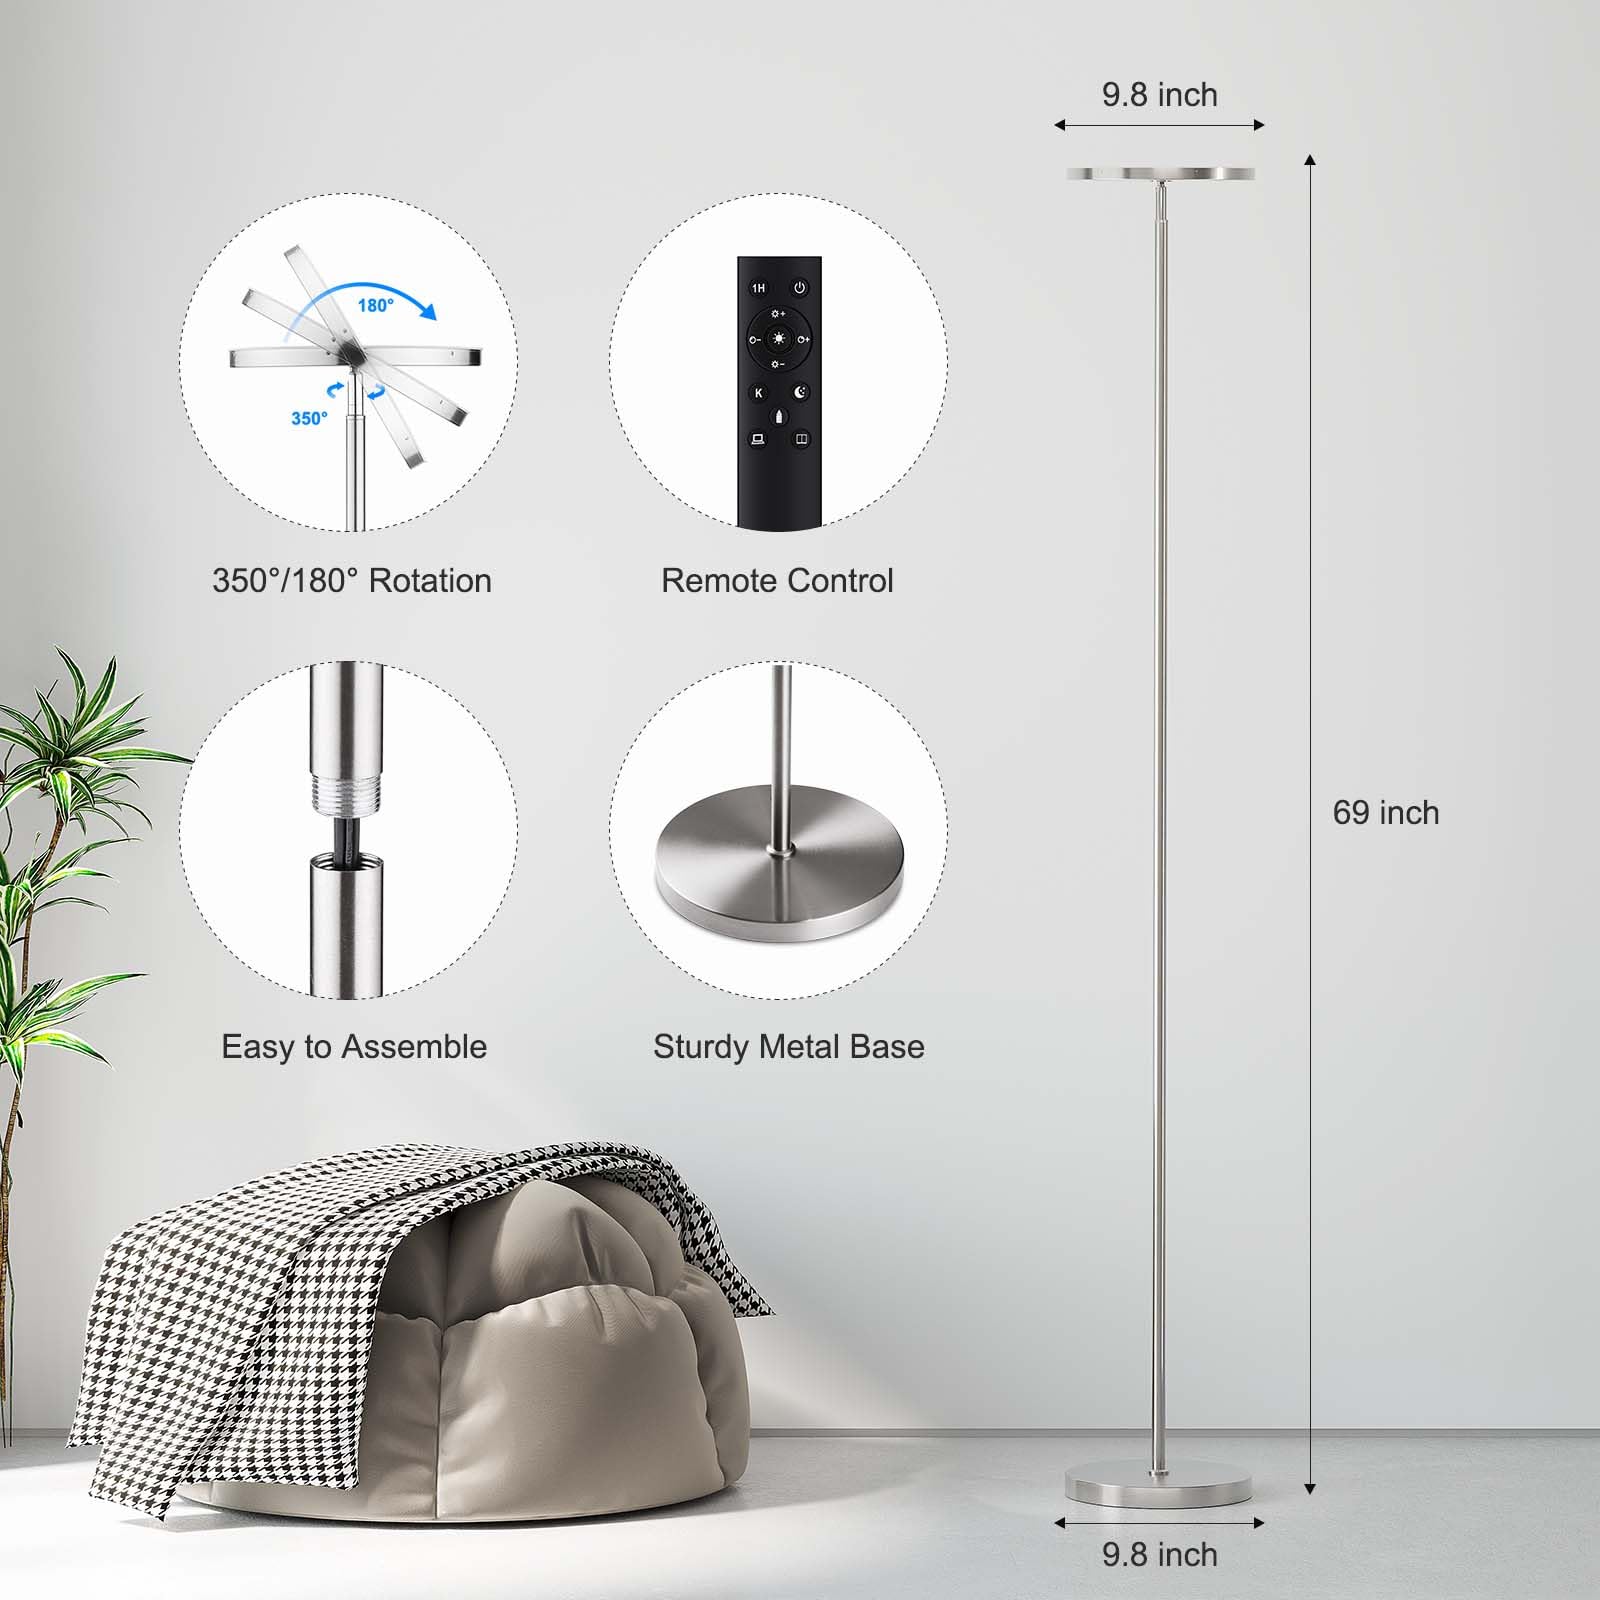 9.8 inch
180°
350°
1H
K
350°/180° Rotation
Remote Control
69 inch
Easy to Assemble
Sturdy Metal Base
9.8 inch